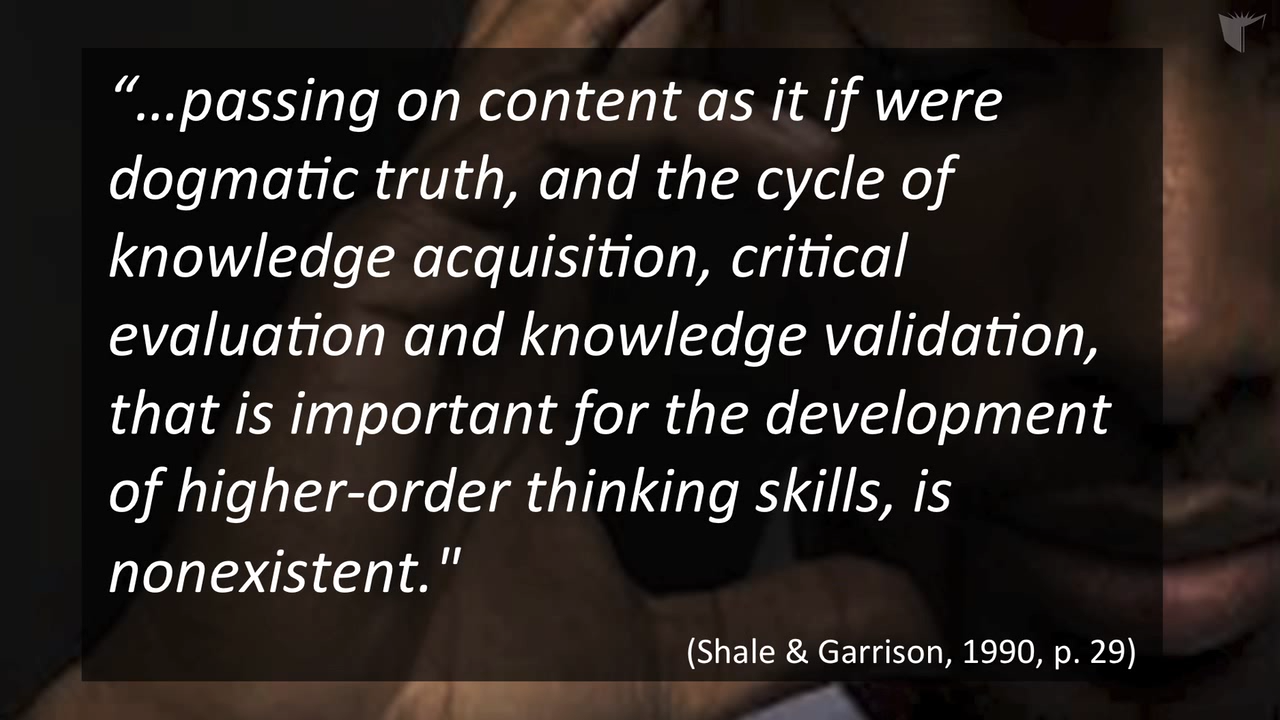 “…passing on content as it if were
dogmatic truth, and the cycle of
knowledge acquisition, critical
evaluation and knowledge validation,
that is important for the development
of higher-order thinking skills, is
nonexistent."
(Shale & Garrison, 1990, p. 29)